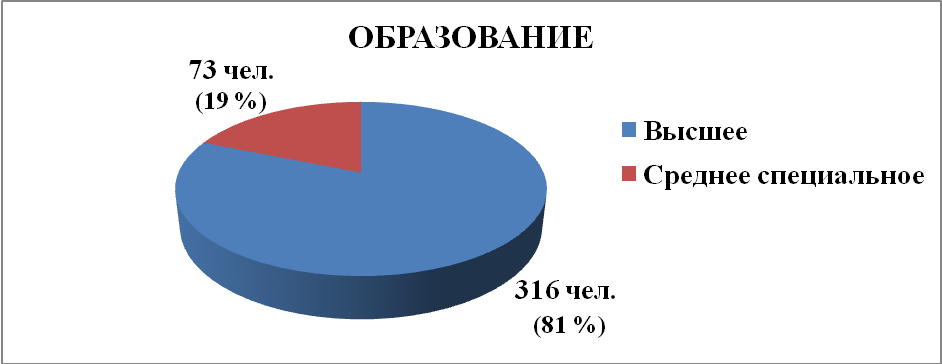 ОБРАЗОВАНИЕ
73 чел.
(19 %)
Высшее
Среднее специальное
316 чел.
(81 %)